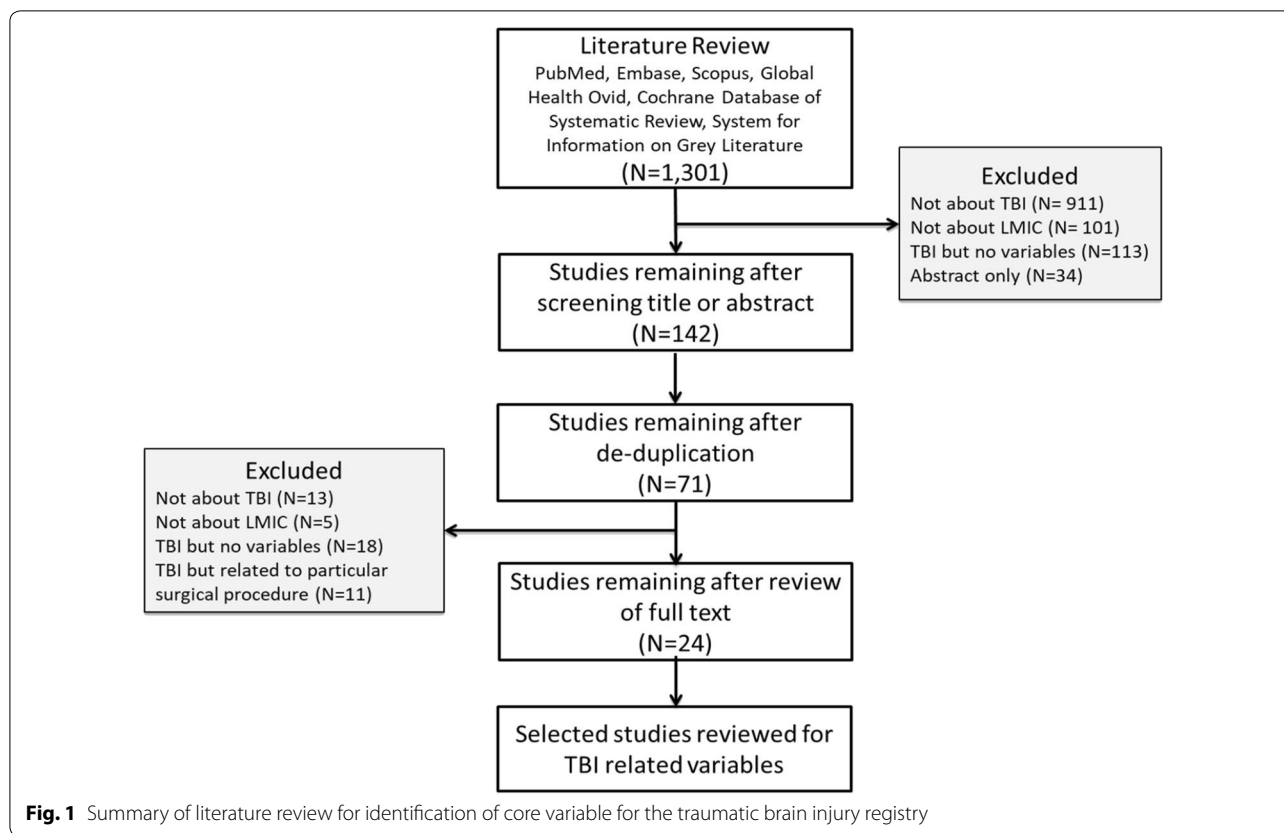 Literature Review
PubMed, Embase, Scopus, Global
Health Ovid, Cochrane Database of
Systematic Review, System for
Information on Grey Literature
(N=1,301)
Excluded
Not about TBI (N= 911)
Not about LMIC (N= 101)
TBI but no variables (N=113)
Abstract only (N=34)
Studies remaining after
screening title or abstract
(N=142)
Studies remaining after
de-duplication
(N=71)
Excluded
Not about TBI (N=13)
Not about LMIC (N=5)
TBI but no variables (N=18)
TBI but related to particular
surgical procedure (N=11)
Studies remaining after review
of full text
(N=24)
Selected studies reviewed for
TBI related variables
Fig. 1 Summary of literature review for identification of core variable for the traumatic brain injury registry